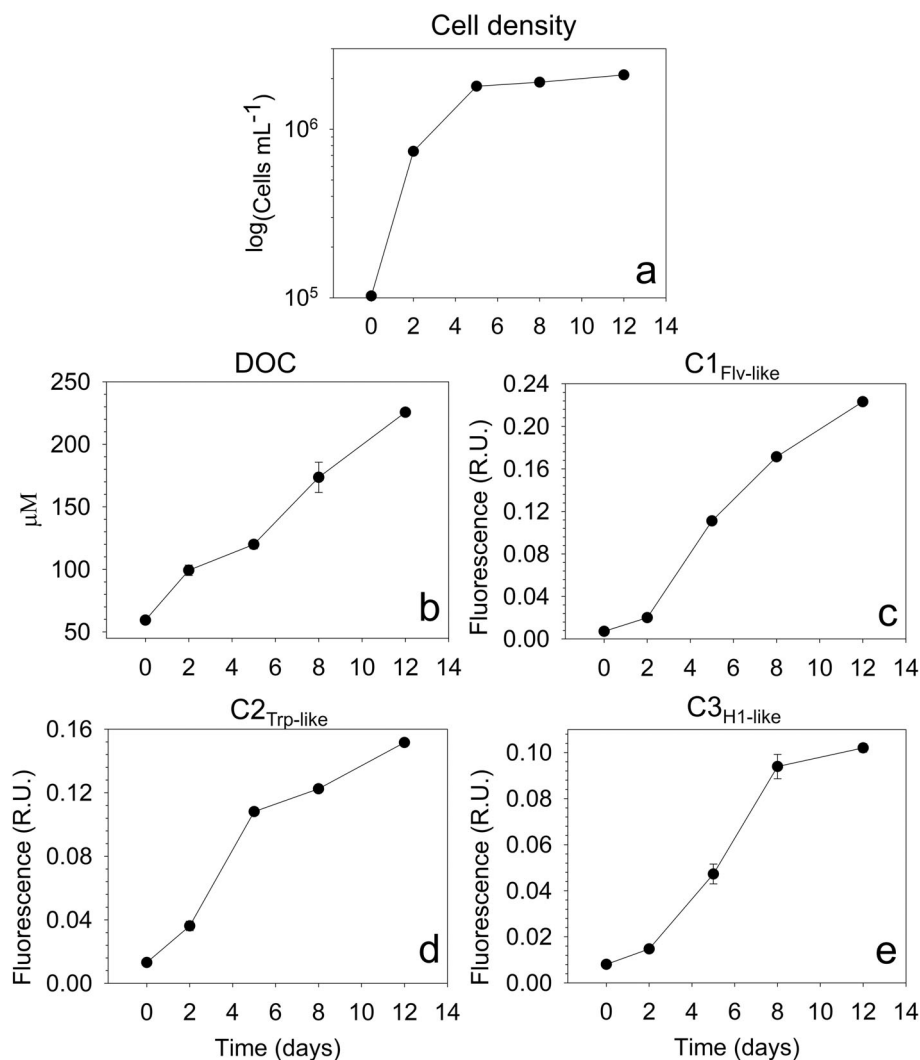 Cell density
log(Cells mL⁻¹)
10⁶
10⁵
a
0 2 4 6 8 10 12 14
DOC
μM
250
200
150
100
50
b
0 2 4 6 8 10 12 14
C1Flv-like
Fluorescence (R.U.)
0.24
0.20
0.16
0.12
0.08
0.04
0.00
c
0 2 4 6 8 10 12 14
C2Trp-like
Fluorescence (R.U.)
0.16
0.12
0.08
0.04
0.00
d
0 2 4 6 8 10 12 14
Time (days)
C3H1-like
Fluorescence (R.U.)
0.10
0.08
0.06
0.04
0.02
0.00
e
0 2 4 6 8 10 12 14
Time (days)